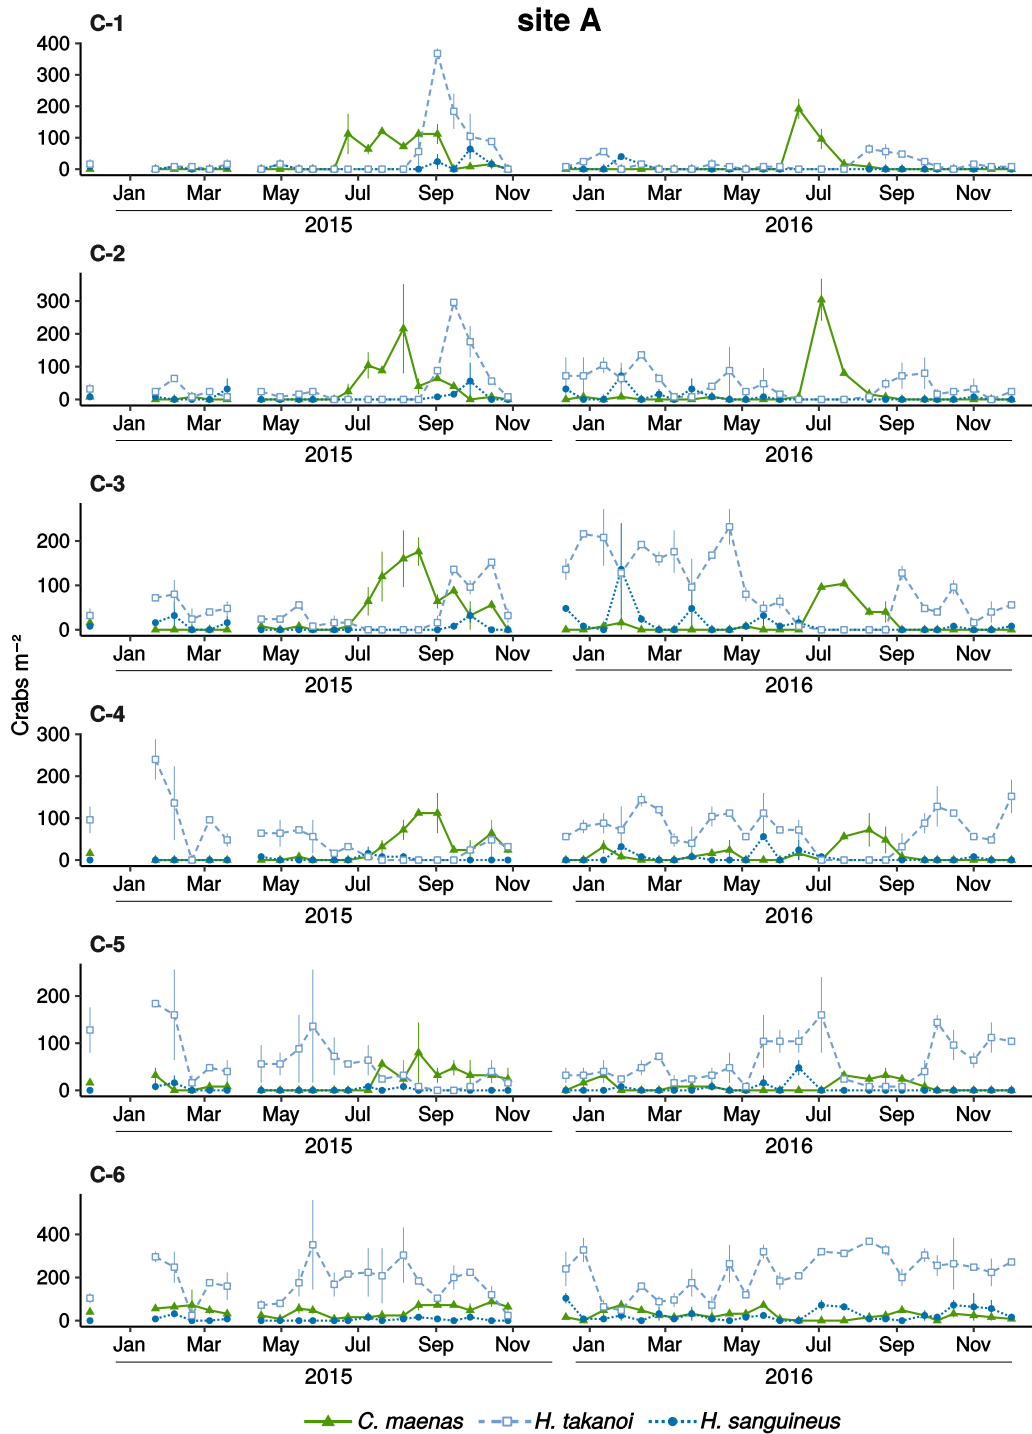 site A
C-1
400
300
200
100
0
Jan Mar May Jul Sep Nov Jan Mar May Jul Sep Nov
2015 2016
C-2
300
200
100
0
Jan Mar May Jul Sep Nov Jan Mar May Jul Sep Nov
2015 2016
C-3
200
100
0
Jan Mar May Jul Sep Nov Jan Mar May Jul Sep Nov
2015 2016
Crabs m⁻²
C-4
300
200
100
0
Jan Mar May Jul Sep Nov Jan Mar May Jul Sep Nov
2015 2016
C-5
200
100
0
Jan Mar May Jul Sep Nov Jan Mar May Jul Sep Nov
2015 2016
C-6
400
200
0
Jan Mar May Jul Sep Nov Jan Mar May Jul Sep Nov
2015 2016
C. maenas H. takanoi H. sanguineus